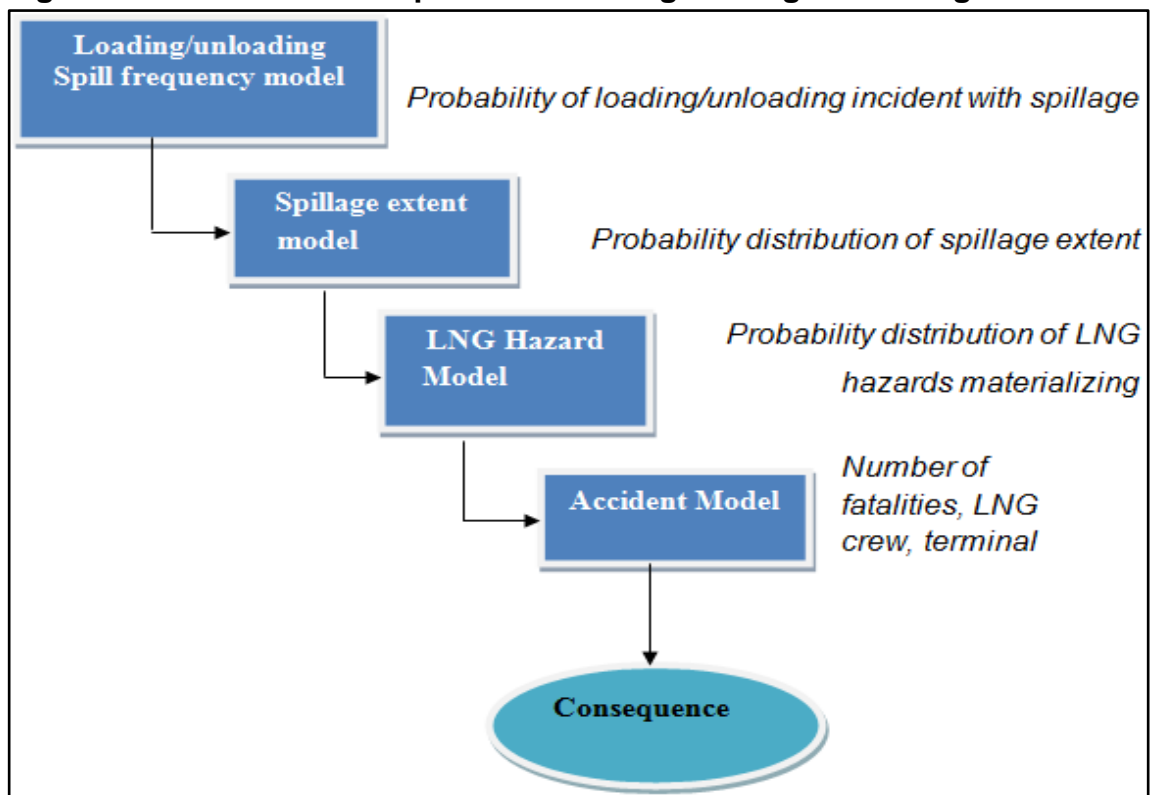 Loading/unloading
Spill frequency model
Probability of loading/unloading incident with spillage
Spillage extent
model
Probability distribution of spillage extent
LNG Hazard
Model
Probability distribution of LNG
hazards materializing
Accident Model
Number of
fatalities, LNG
crew, terminal
Consequence